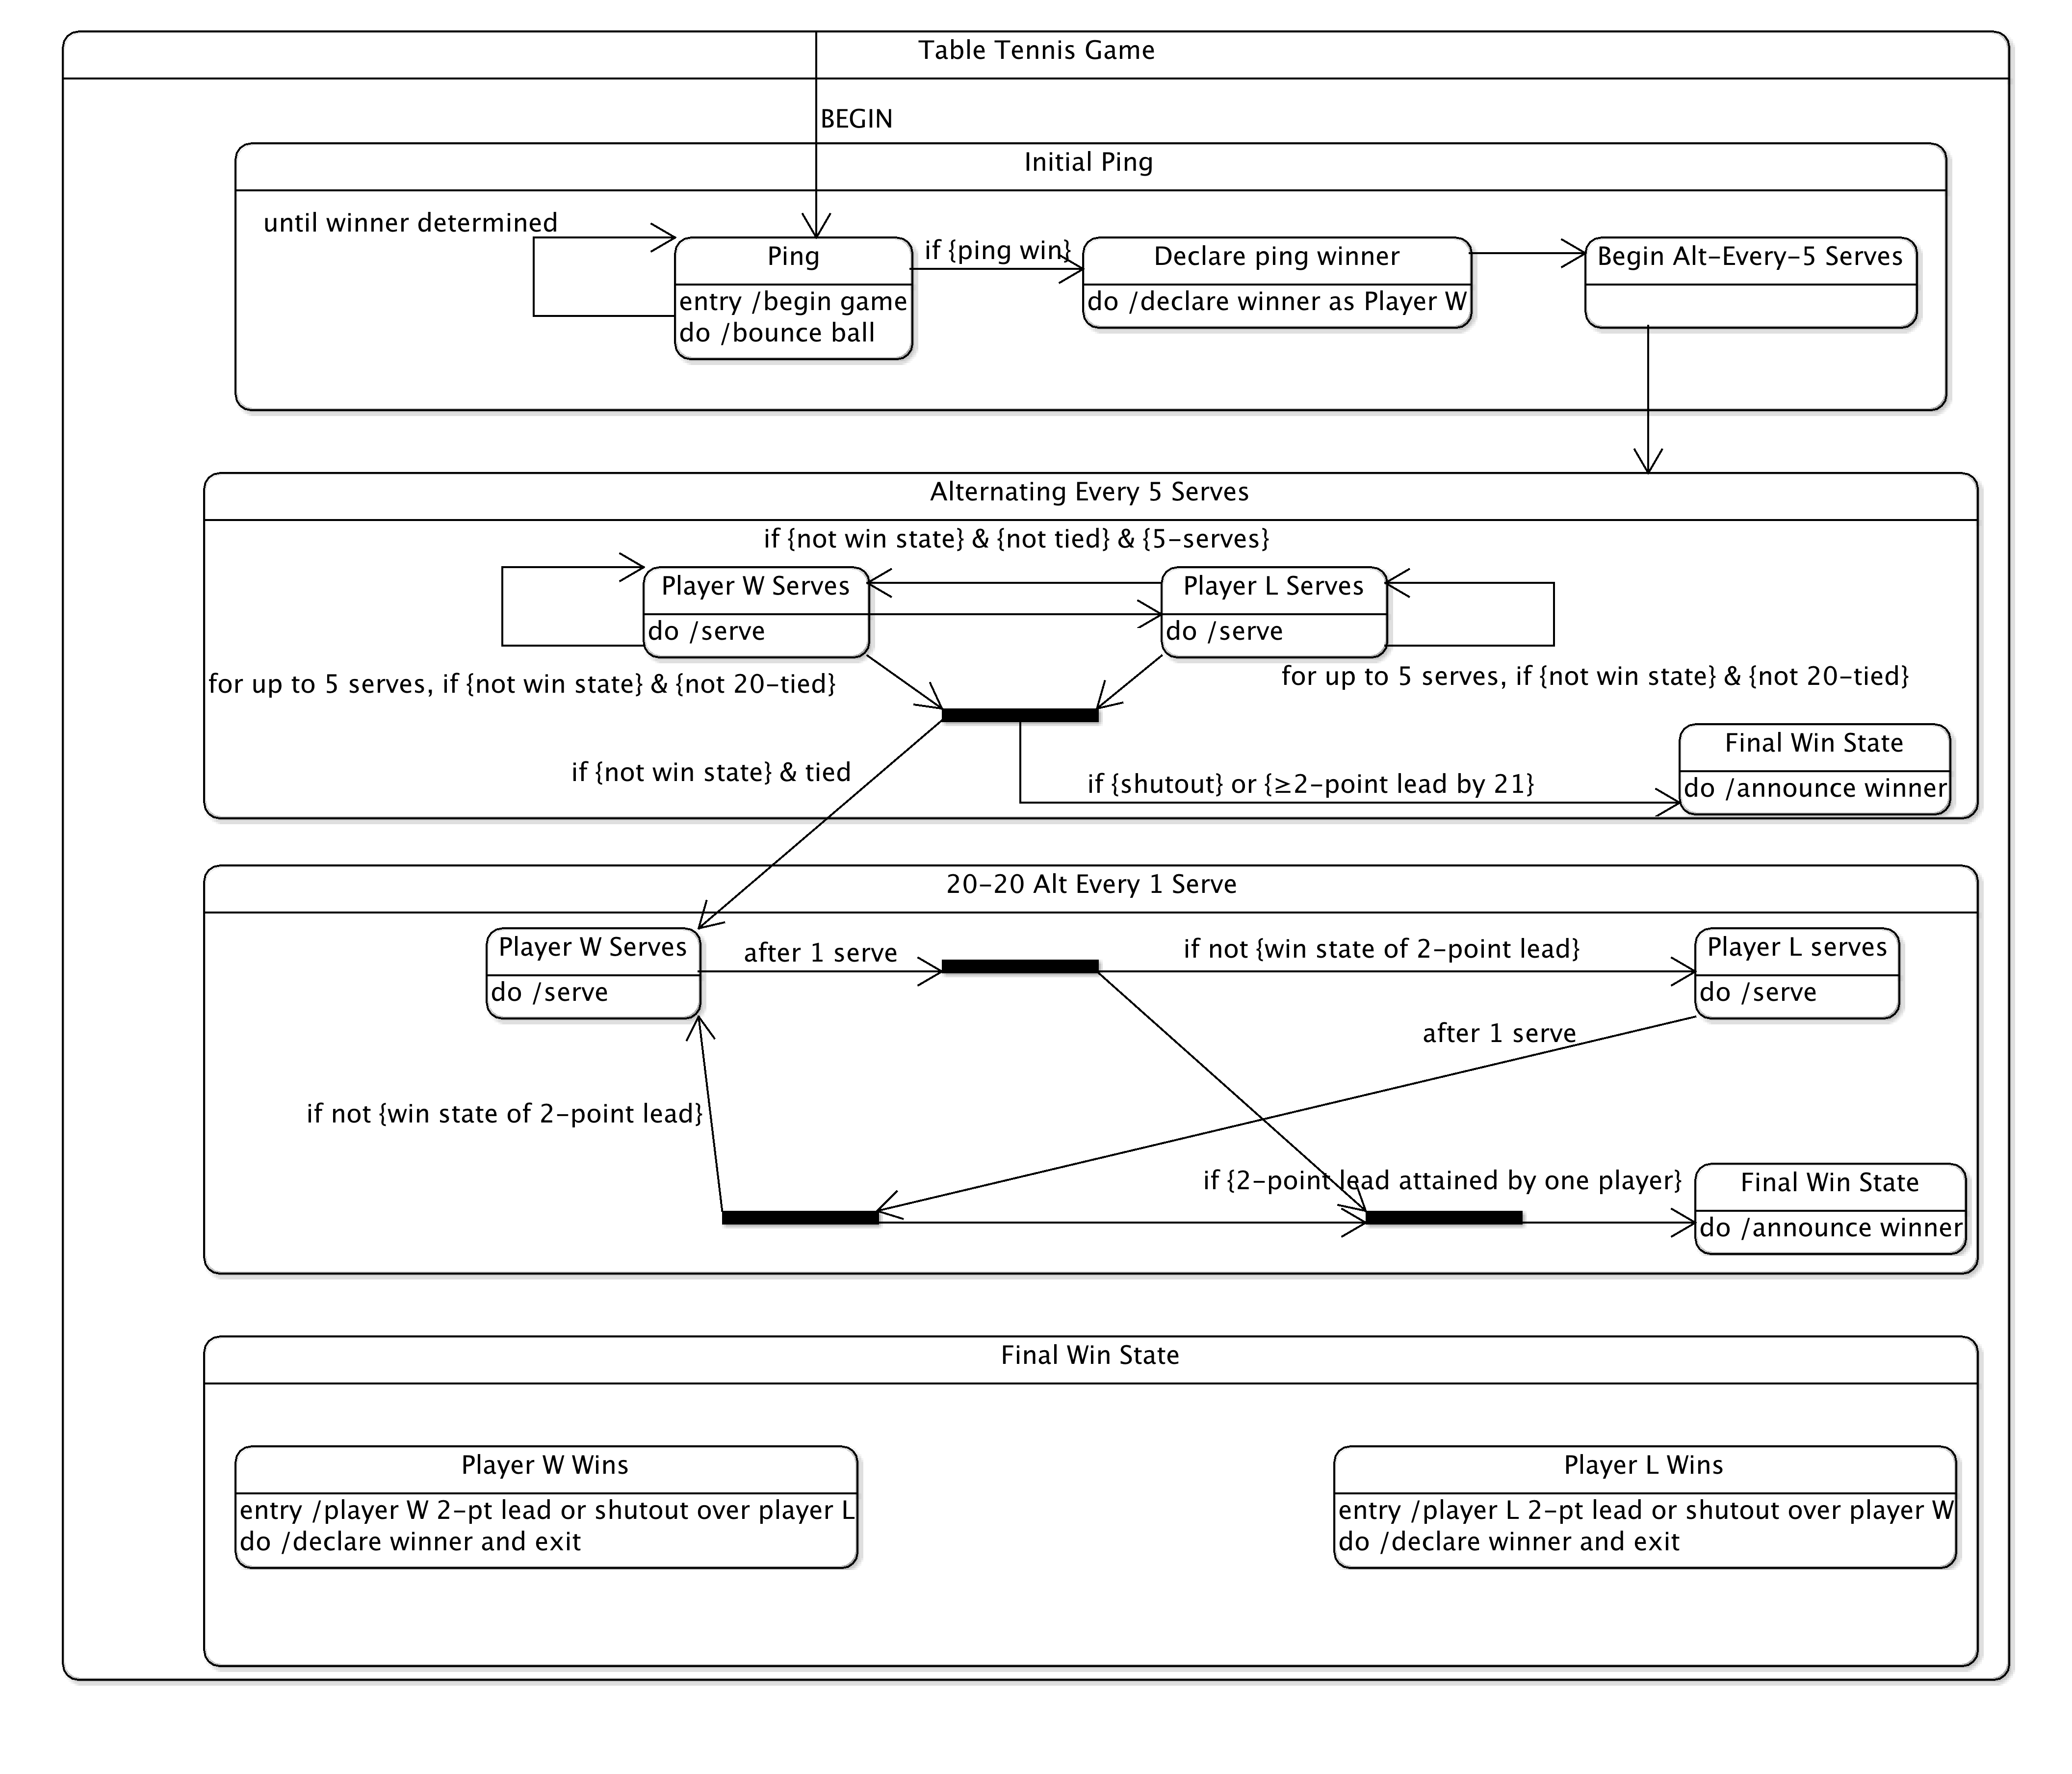 Table Tennis Game
BEGIN
Initial Ping
until winner determined
Ping
entry /begin game
do /bounce ball
if {ping win}
Declare ping winner
do /declare winner as Player W
Begin Alt-Every-5 Serves
Alternating Every 5 Serves
if {not win state} & {not tied} & {5-serves}
Player W Serves
do /serve
Player L Serves
do /serve
for up to 5 serves, if {not win state} & {not 20-tied}
for up to 5 serves, if {not win state} & {not 20-tied}
if {not win state} & tied
if {shutout} or {≥2-point lead by 21}
Final Win State
do /announce winner
20-20 Alt Every 1 Serve
Player W Serves
do /serve
after 1 serve
if not {win state of 2-point lead}
Player L serves
do /serve
after 1 serve
if not {win state of 2-point lead}
if {2-point lead attained by one player}
Final Win State
do /announce winner
Final Win State
Player W Wins
entry /player W 2-pt lead or shutout over player L
do /declare winner and exit
Player L Wins
entry /player L 2-pt lead or shutout over player W
do /declare winner and exit